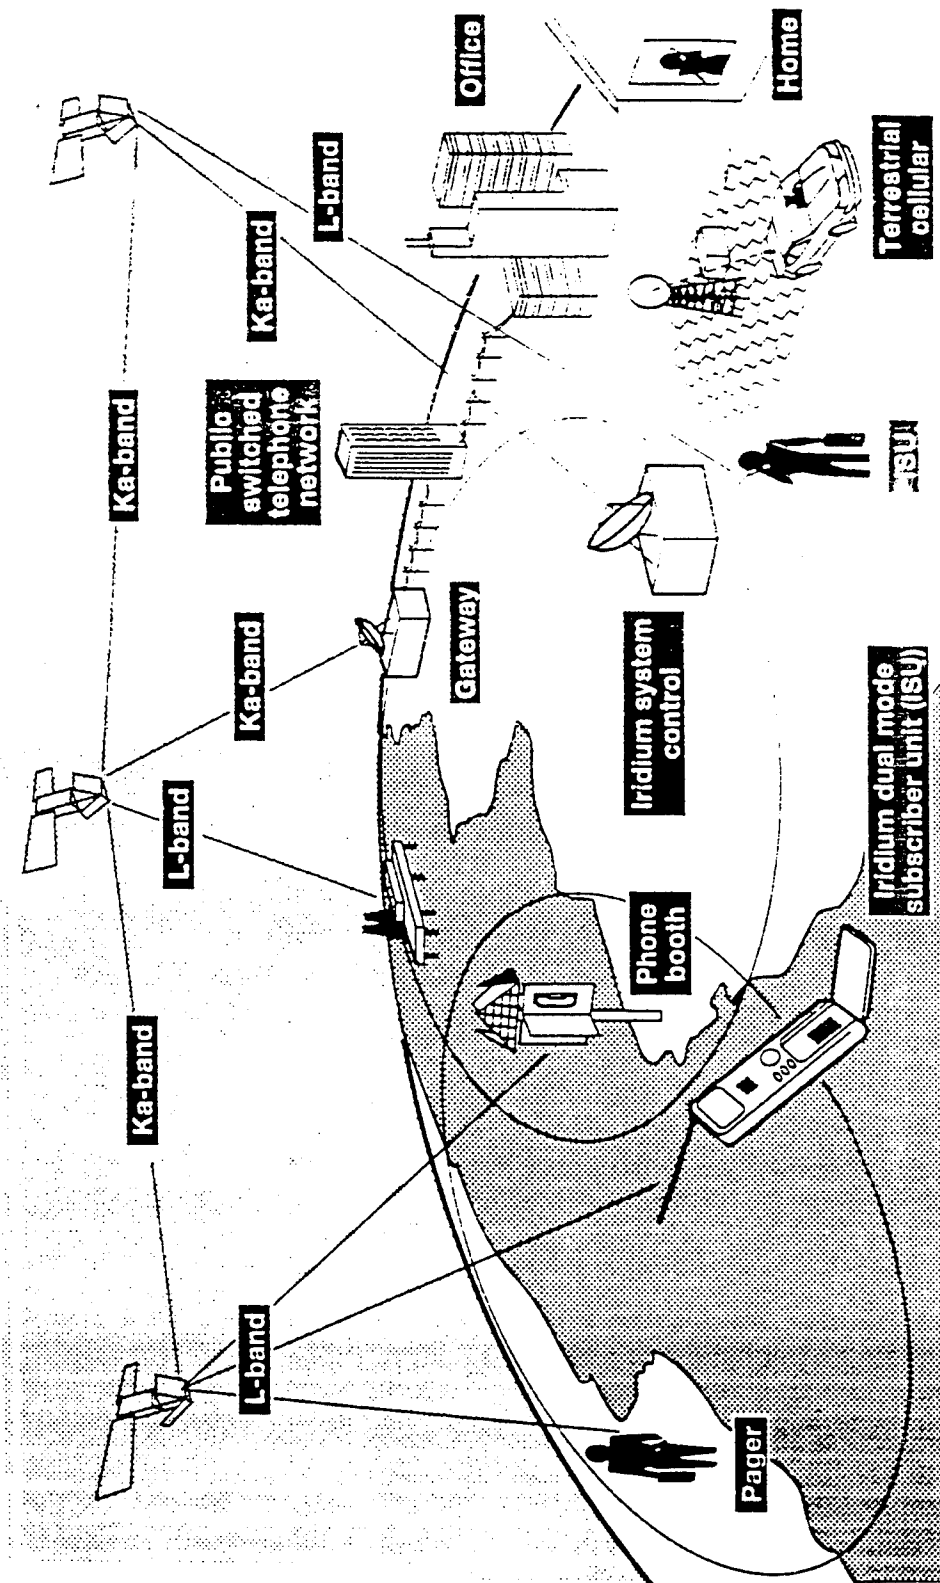 Ka-band
Ka-band
L-band
Ka-band
L-band
Ka-band
L-band
Public
switched
telephone
network
Office
Gateway
Iridium system
control
Phone
booth
Pager
Home
Terrestrial
cellular
ISU
Iridium dual mode
subscriber unit (ISU)